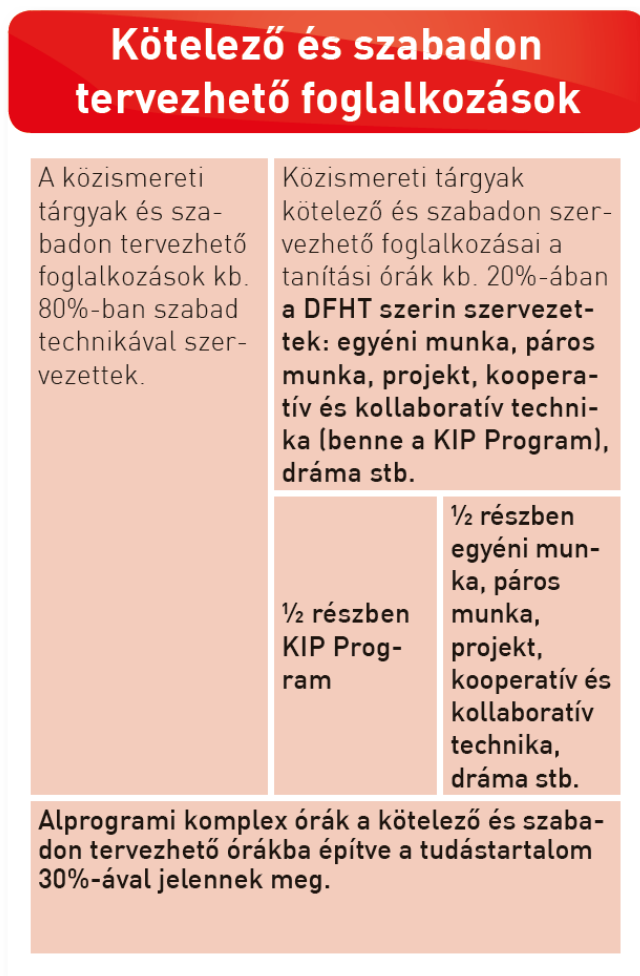 Kötelező és szabadon
tervezhető foglalkozások
A közismereti
tárgyak és sza-
badon tervezhető
foglalkozások kb.
80%-ban szabad
technikával szer-
vezettek.
Közismereti tárgyak
kötelező és szabadon szer-
vezhető foglalkozásai a
tanítási órák kb. 20%-ában
a DFHT szerin szervezet-
tek: egyéni munka, páros
munka, projekt, koopera-
tív és kollaboratív techni-
ka (benne a KIP Program),
dráma stb.
½ részben
KIP Prog-
ram
½ részben
egyéni mun-
ka, páros
munka,
projekt,
kooperatív és
kollaboratív
technika,
dráma stb.
Alprogrami komplex órák a kötelező és szaba-
don tervezhető órákba építve a tudástartalom
30%-ával jelennek meg.